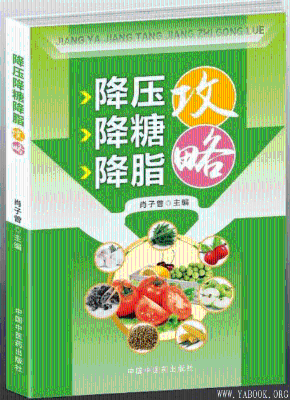 JIANG YA JIANG TANG JIANG ZHI GONG LUE
降压
降糖
降脂
攻略
肖子曾 主编
中国中医药出版社
降压降糖降脂攻略
肖子曾 主编
中国中医药出版社
WWW.YABOOK.ORG